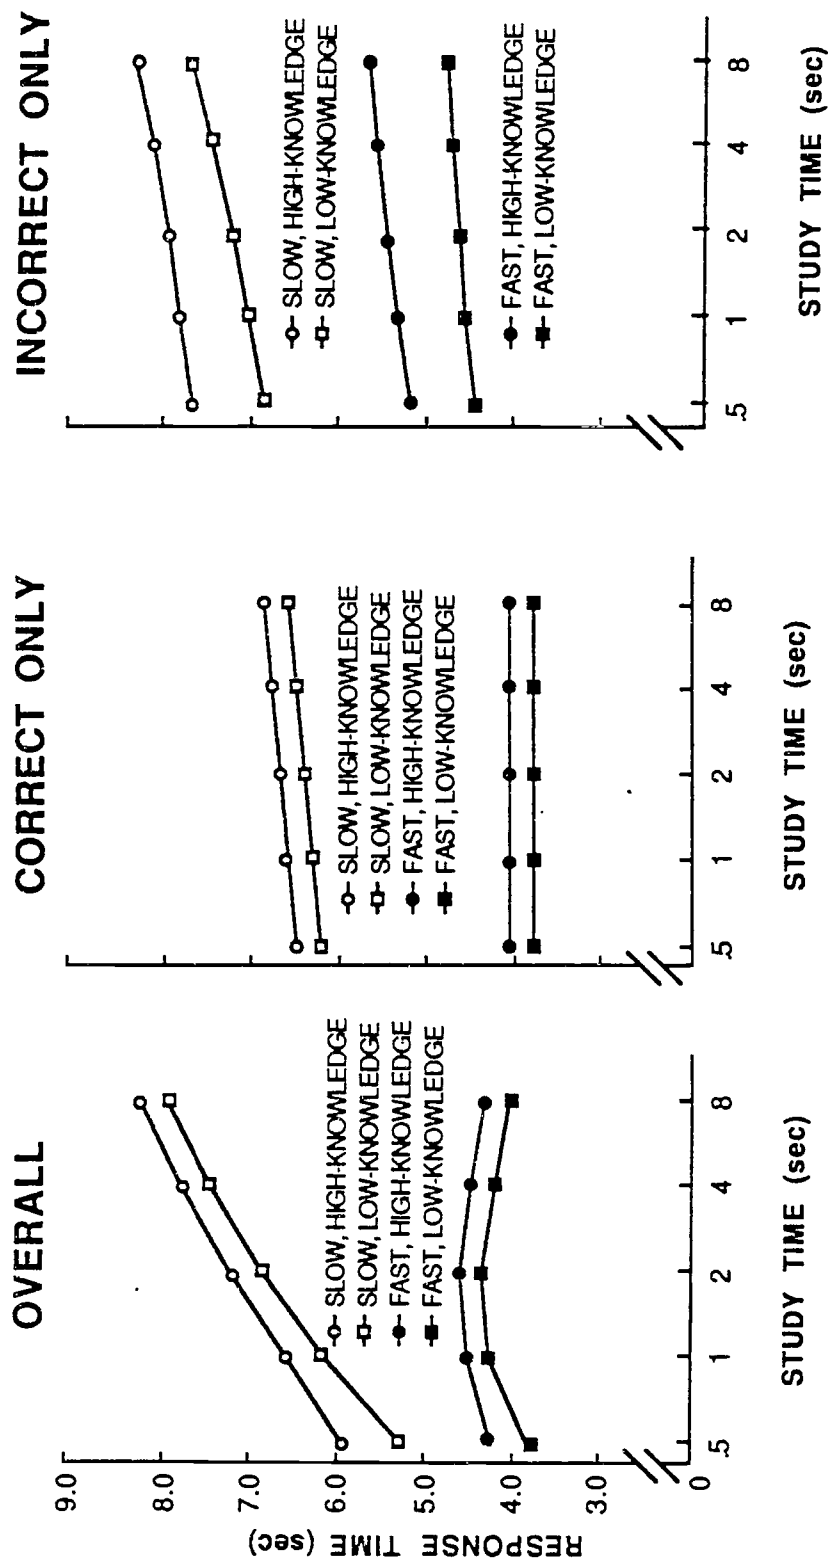 OVERALL
9.0
8.0
7.0
6.0
5.0
4.0
3.0
0
RESPONSE TIME (sec)
SLOW, HIGH-KNOWLEDGE
SLOW, LOW-KNOWLEDGE
FAST, HIGH-KNOWLEDGE
FAST, LOW-KNOWLEDGE
.5 1 2 4 8
STUDY TIME (sec)
CORRECT ONLY
SLOW, HIGH-KNOWLEDGE
SLOW, LOW-KNOWLEDGE
FAST, HIGH-KNOWLEDGE
FAST, LOW-KNOWLEDGE
.5 1 2 4 8
STUDY TIME (sec)
INCORRECT ONLY
SLOW, HIGH-KNOWLEDGE
SLOW, LOW-KNOWLEDGE
FAST, HIGH-KNOWLEDGE
FAST, LOW-KNOWLEDGE
.5 1 2 4 8
STUDY TIME (sec)